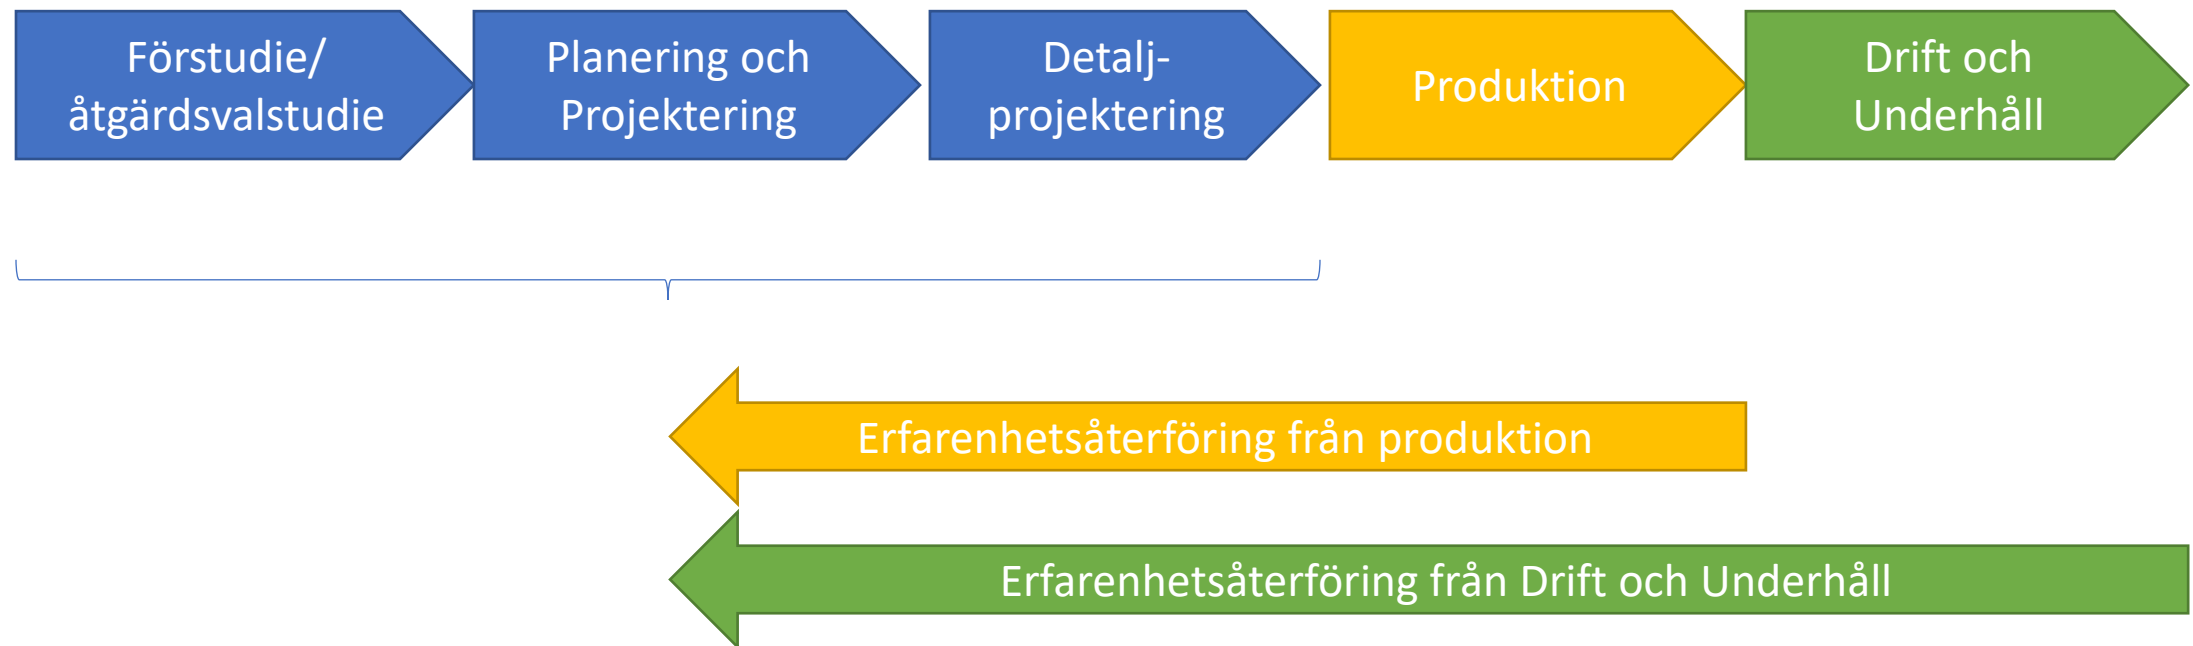 Förstudie/
åtgärdsvalstudie
Planering och
Projektering
Detalj-
projektering
Produktion
Drift och
Underhåll
Erfarenhetsåterföring från produktion
Erfarenhetsåterföring från Drift och Underhåll